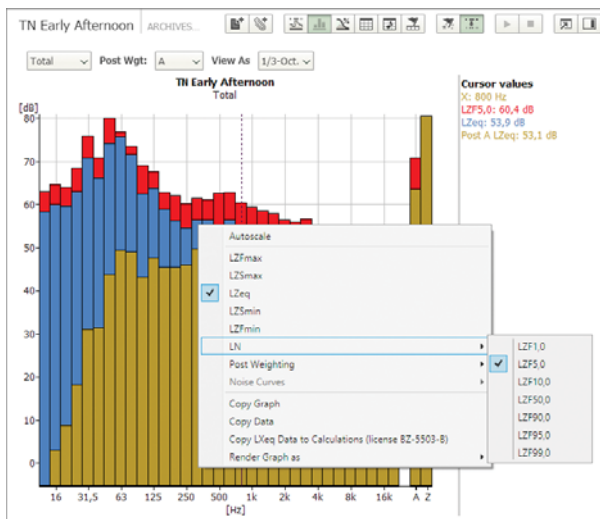 TN Early Afternoon ARCHIVES...
Total Post Wgt: A View As 1/3-Oct.
TN Early Afternoon
Total
[dB]
80
70
60
50
40
30
20
10
0
16 31,5 63 125 250 500 1k 2k 4k 8k 16k A Z
[Hz]
Cursor values
X: 800 Hz
LZF5,0: 60,4 dB
LZeq: 53,9 dB
Post A LZeq: 53,1 dB
Autoscale
LZFmax
LZSmax
LZeq
LZSmin
LZFmin
LN
Post Weighting
Noise Curves
Copy Graph
Copy Data
Copy LXeq Data to Calculations (license BZ-5503-B)
Render Graph as
LZF1,0
LZF5,0
LZF10,0
LZF50,0
LZF90,0
LZF95,0
LZF99,0